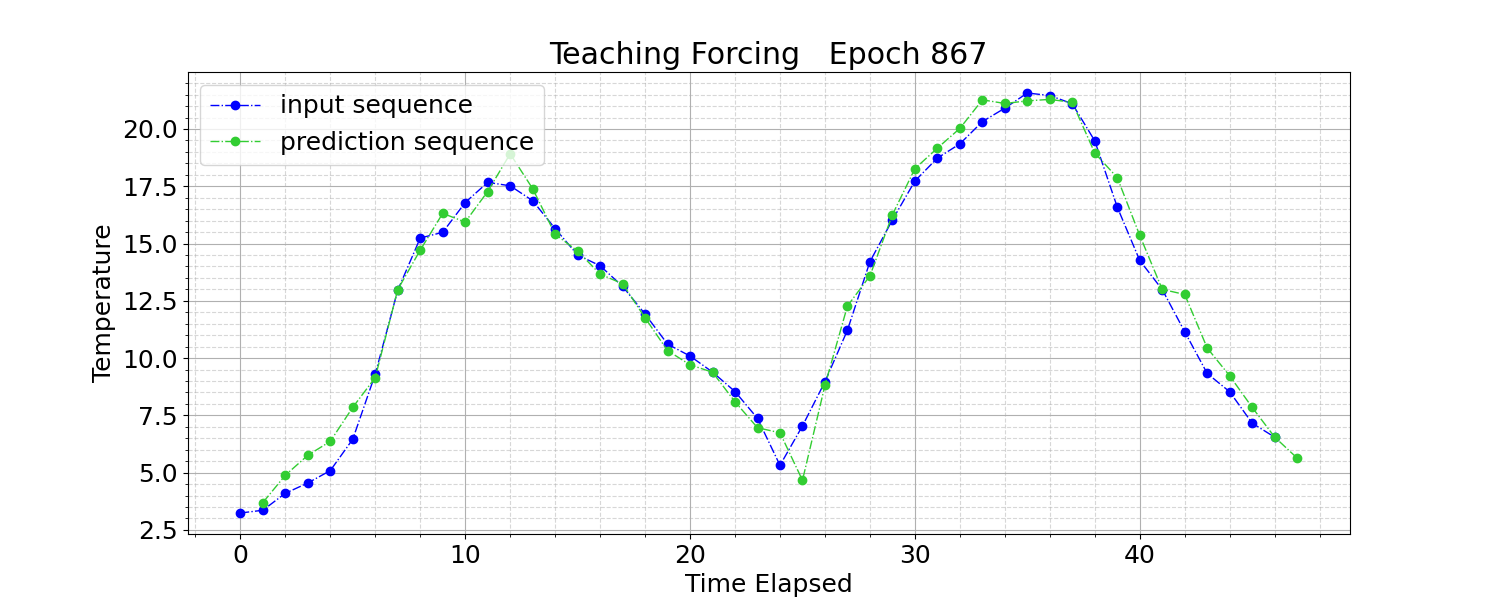 Teaching Forcing   Epoch 867
input sequence
prediction sequence
Temperature
20.0
17.5
15.0
12.5
10.0
7.5
5.0
2.5
0
10
20
30
40
Time Elapsed